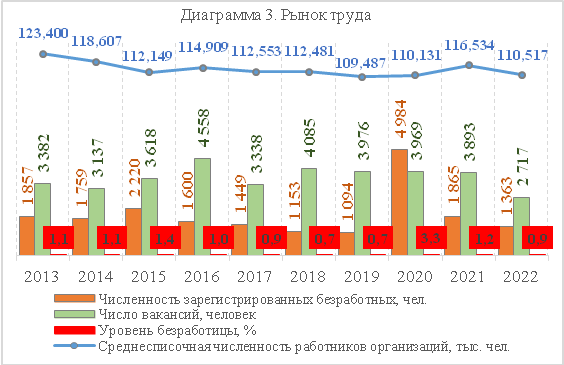 Диаграмма 3. Рынок труда
123,400 118,607 112,149 114,909 112,553 112,481 109,487 110,131 116,534 110,517
1 857 3 382 1 759 3 137 2 220 3 618 1 600 4 558 1 449 3 338 1 153 4 085 1 094 3 976 4 984 3 969 1 865 3 893 1 363 2 717
1,1 1,1 1,4 1,0 0,9 0,7 0,7 3,3 1,2 0,9
2013 2014 2015 2016 2017 2018 2019 2020 2021 2022
Численность зарегистрированных безработных, чел.
Число вакансий, человек
Уровень безработицы, %
Среднесписочная численность работников организаций, тыс. чел.